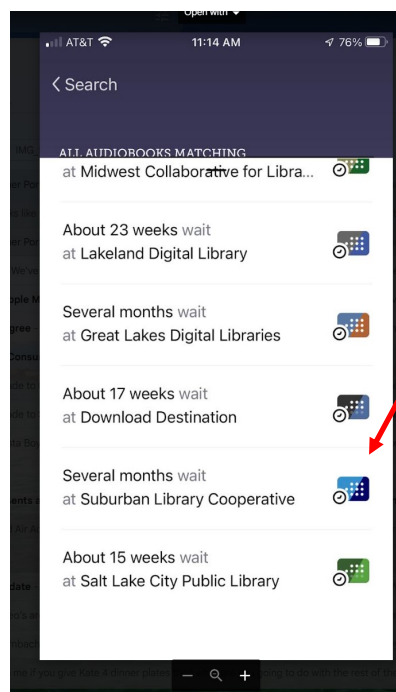 Open with
AT&T 11:14 AM 76%
Search
ALL AUDIOBOOKS MATCHING
at Midwest Collaborative for Libra...
About 23 weeks wait
at Lakeland Digital Library
Several months wait
at Great Lakes Digital Libraries
About 17 weeks wait
at Download Destination
Several months wait
at Suburban Library Cooperative
About 15 weeks wait
at Salt Lake City Public Library